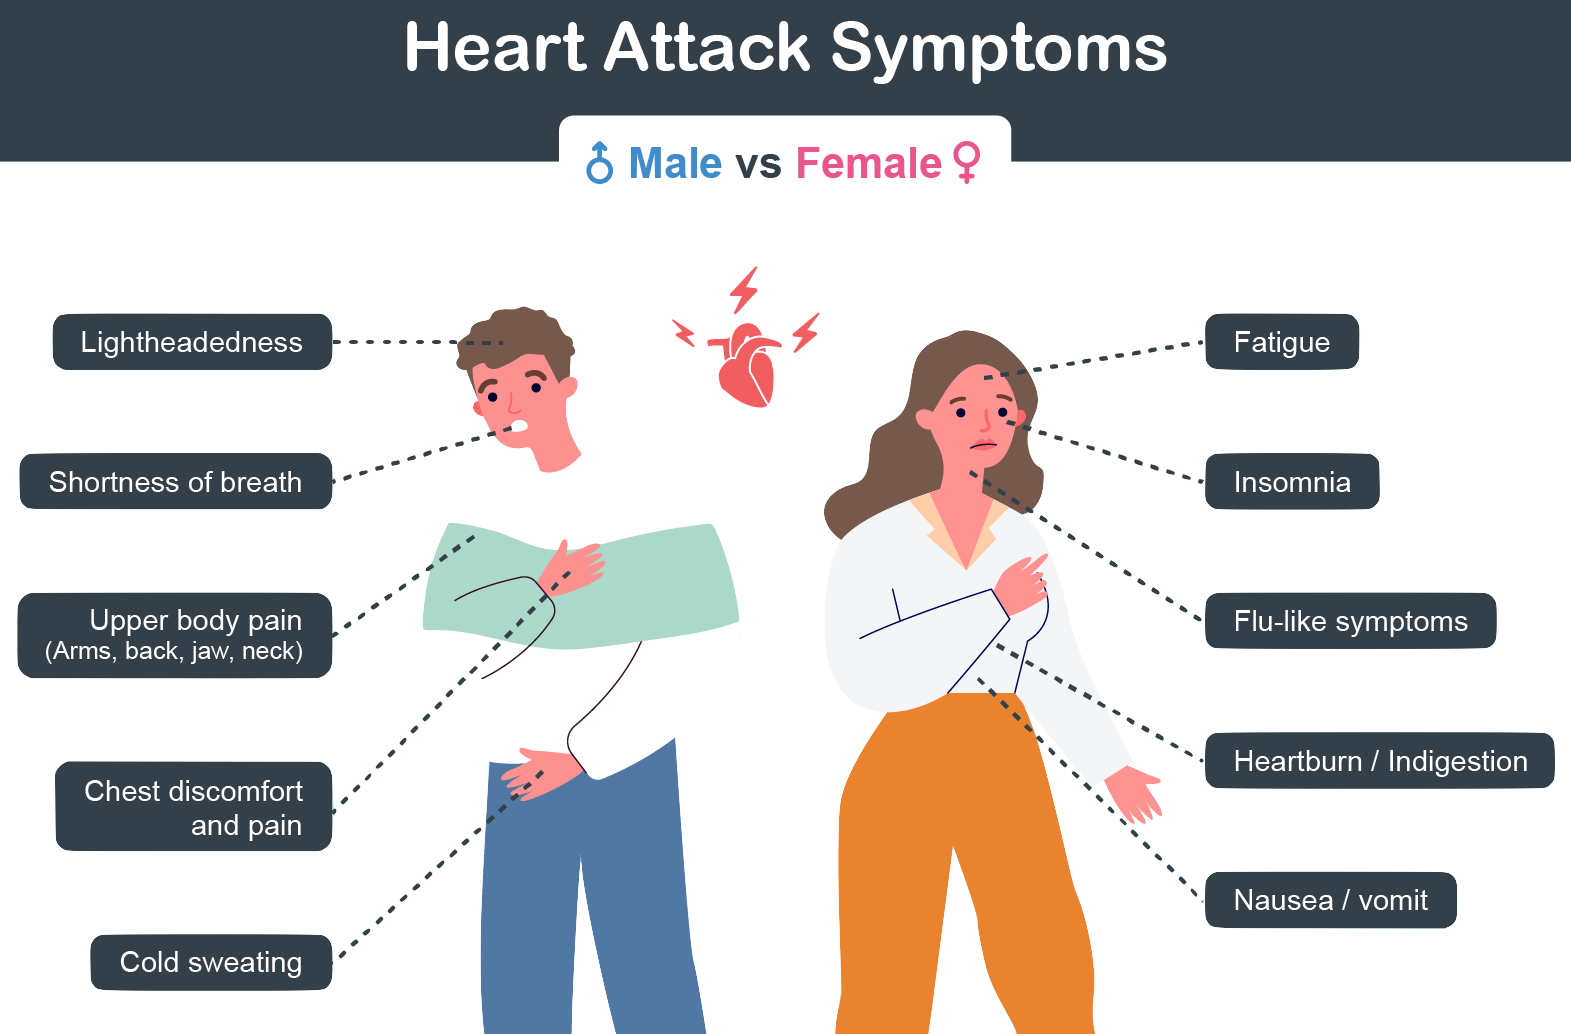 Heart Attack Symptoms
Male vs Female
Lightheadedness
Shortness of breath
Upper body pain
(Arms, back, jaw, neck)
Chest discomfort
and pain
Cold sweating
Fatigue
Insomnia
Flu-like symptoms
Heartburn / Indigestion
Nausea / vomit